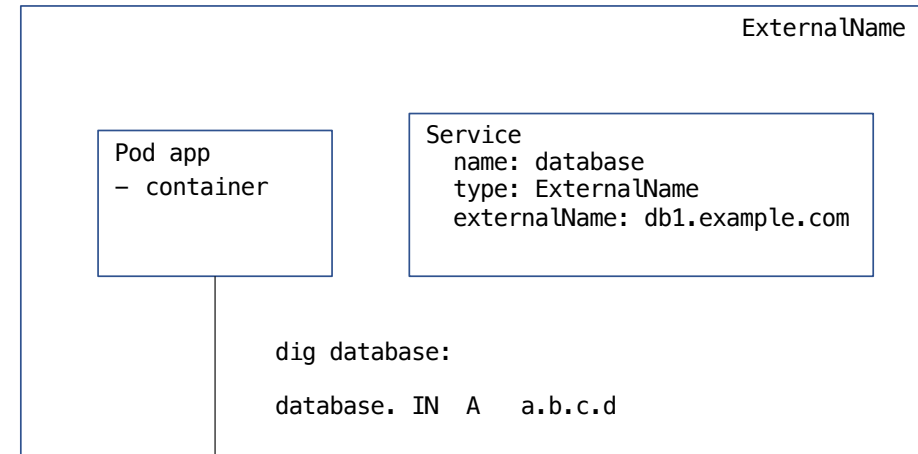 ExternalName
Pod app
– container
Service
name: database
type: ExternalName
externalName: db1.example.com
dig database:
database. IN A a.b.c.d